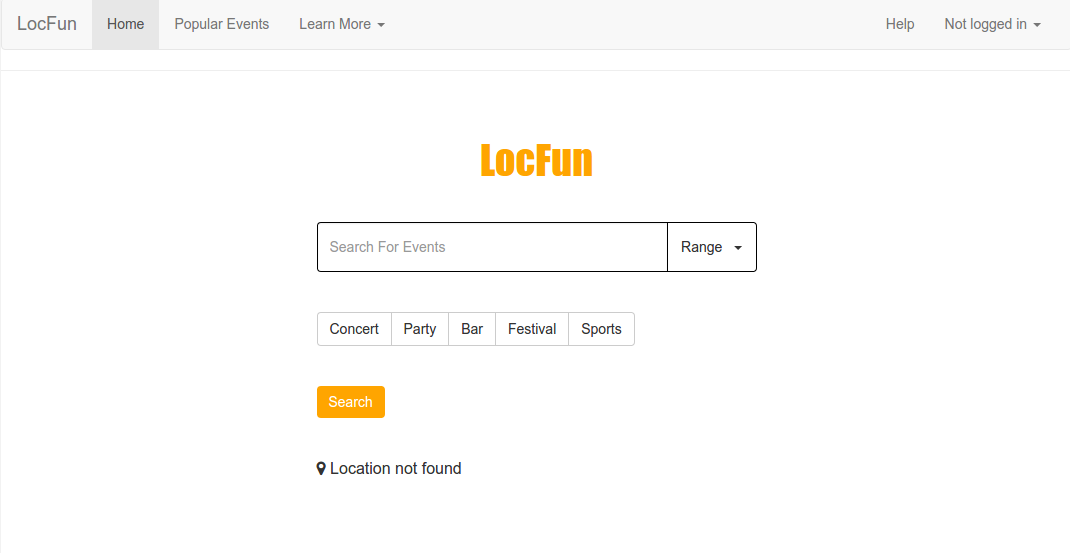 LocFun Home Popular Events Learn More Help Not logged in
LocFun
Search For Events Range
Concert Party Bar Festival Sports
Search
Location not found